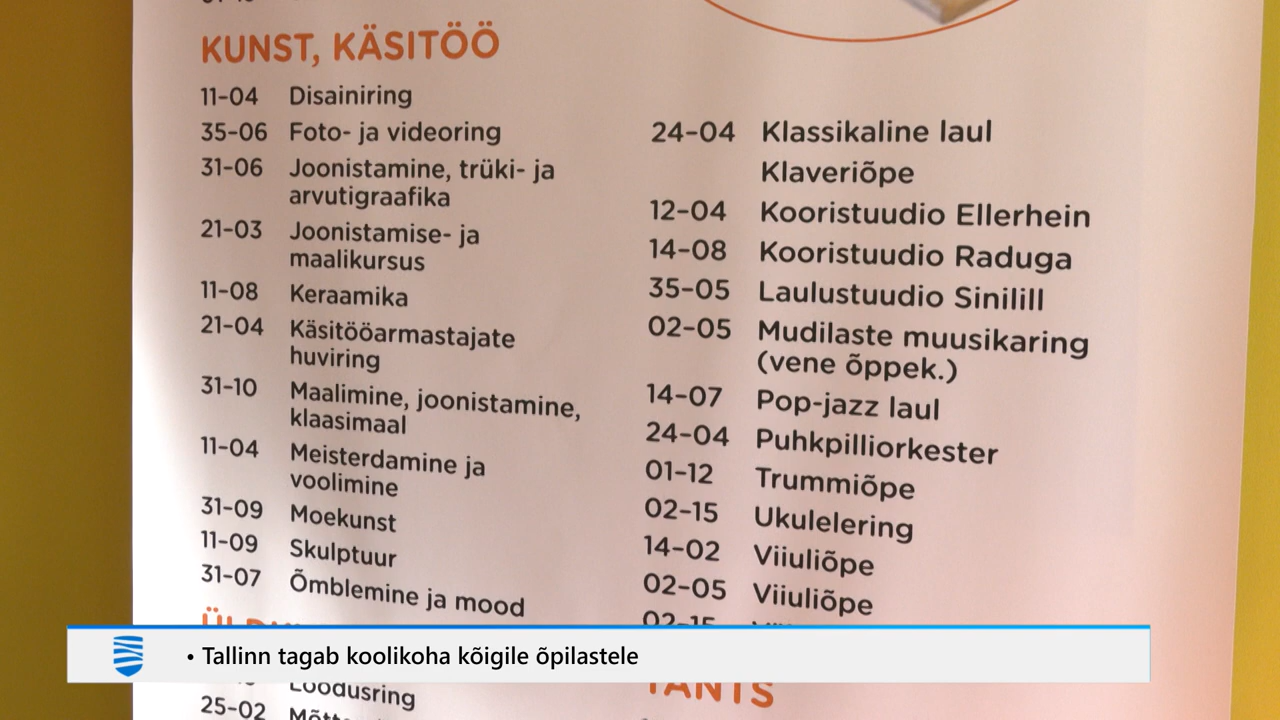 KUNST, KÄSITÖÖ
11-04 Disainiring
35-06 Foto- ja videoring
31-06 Joonistamine, trüki- ja
arvutigraafika
21-03 Joonistamise- ja
maalikursus
11-08 Keraamika
21-04 Käsitööarmastajate
huviring
31-10 Maalimine, joonistamine,
klaasimaal
11-04 Meisterdamine ja
voolimine
31-09 Moekunst
11-09 Skulptuur
31-07 Õmblemine ja mood
Loodusring
25-02
24-04 Klassikaline laul
Klaveriõpe
12-04 Kooristuudio Ellerhein
14-08 Kooristuudio Raduga
35-05 Laulustuudio Sinilill
02-05 Mudilaste muusikaring
(vene õppek.)
14-07 Pop-jazz laul
24-04 Puhkpilliorkester
01-12 Trummiõpe
02-15 Ukulelering
14-02 Viiuliõpe
02-05 Viiuliõpe
02-15
TANTS
• Tallinn tagab koolikoha kõigile õpilastele